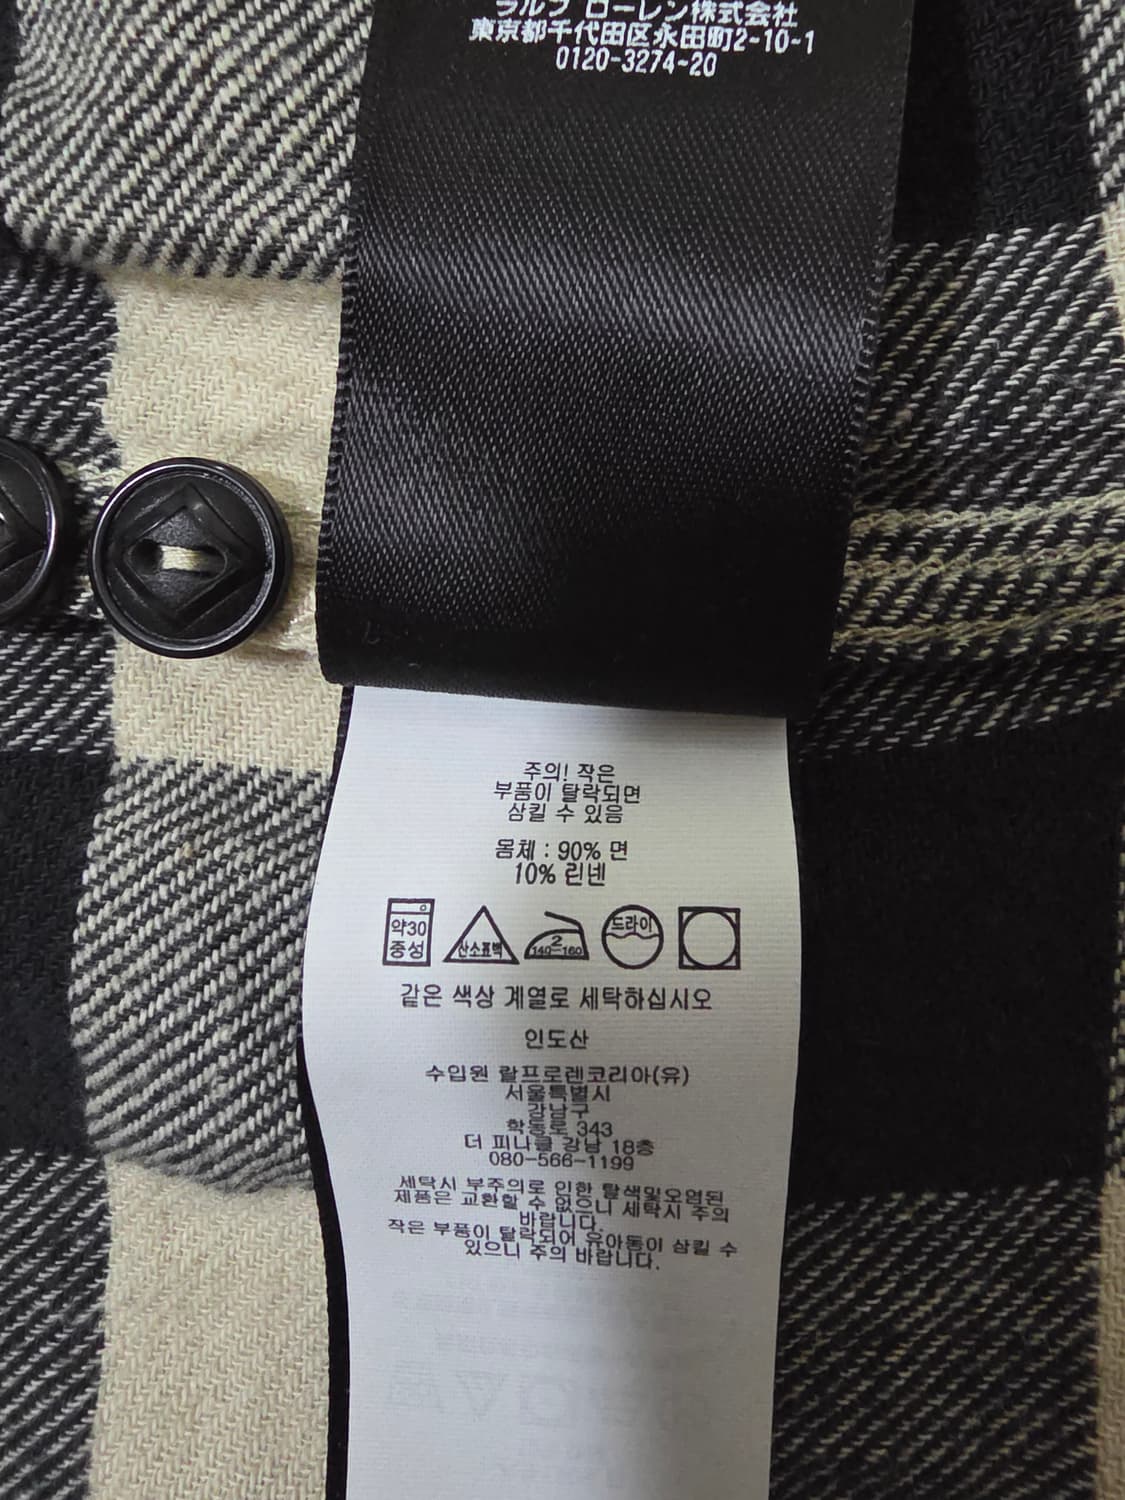 ラルフ ローレン株式会社
東京都千代田区永田町2-10-1
0120-3274-20
주의! 작은
부품이 탈락되면
삼킬 수 있음
몸체 : 90% 면
10% 린넨
약30
중성
산소표백
2
140-160
드라이
같은 색상 계열로 세탁하십시오
인도산
수입원 랄프로렌코리아(유)
서울특별시
강남구
학동로 343
더 피나클 강남 18층
080-566-1199
세탁시 부주의로 인한 탈색및오염된
제품은 교환할 수 없으니 세탁시 주의
바랍니다.
작은 부품이 탈락되어 유아동이 삼킬 수
있으니 주의 바랍니다.